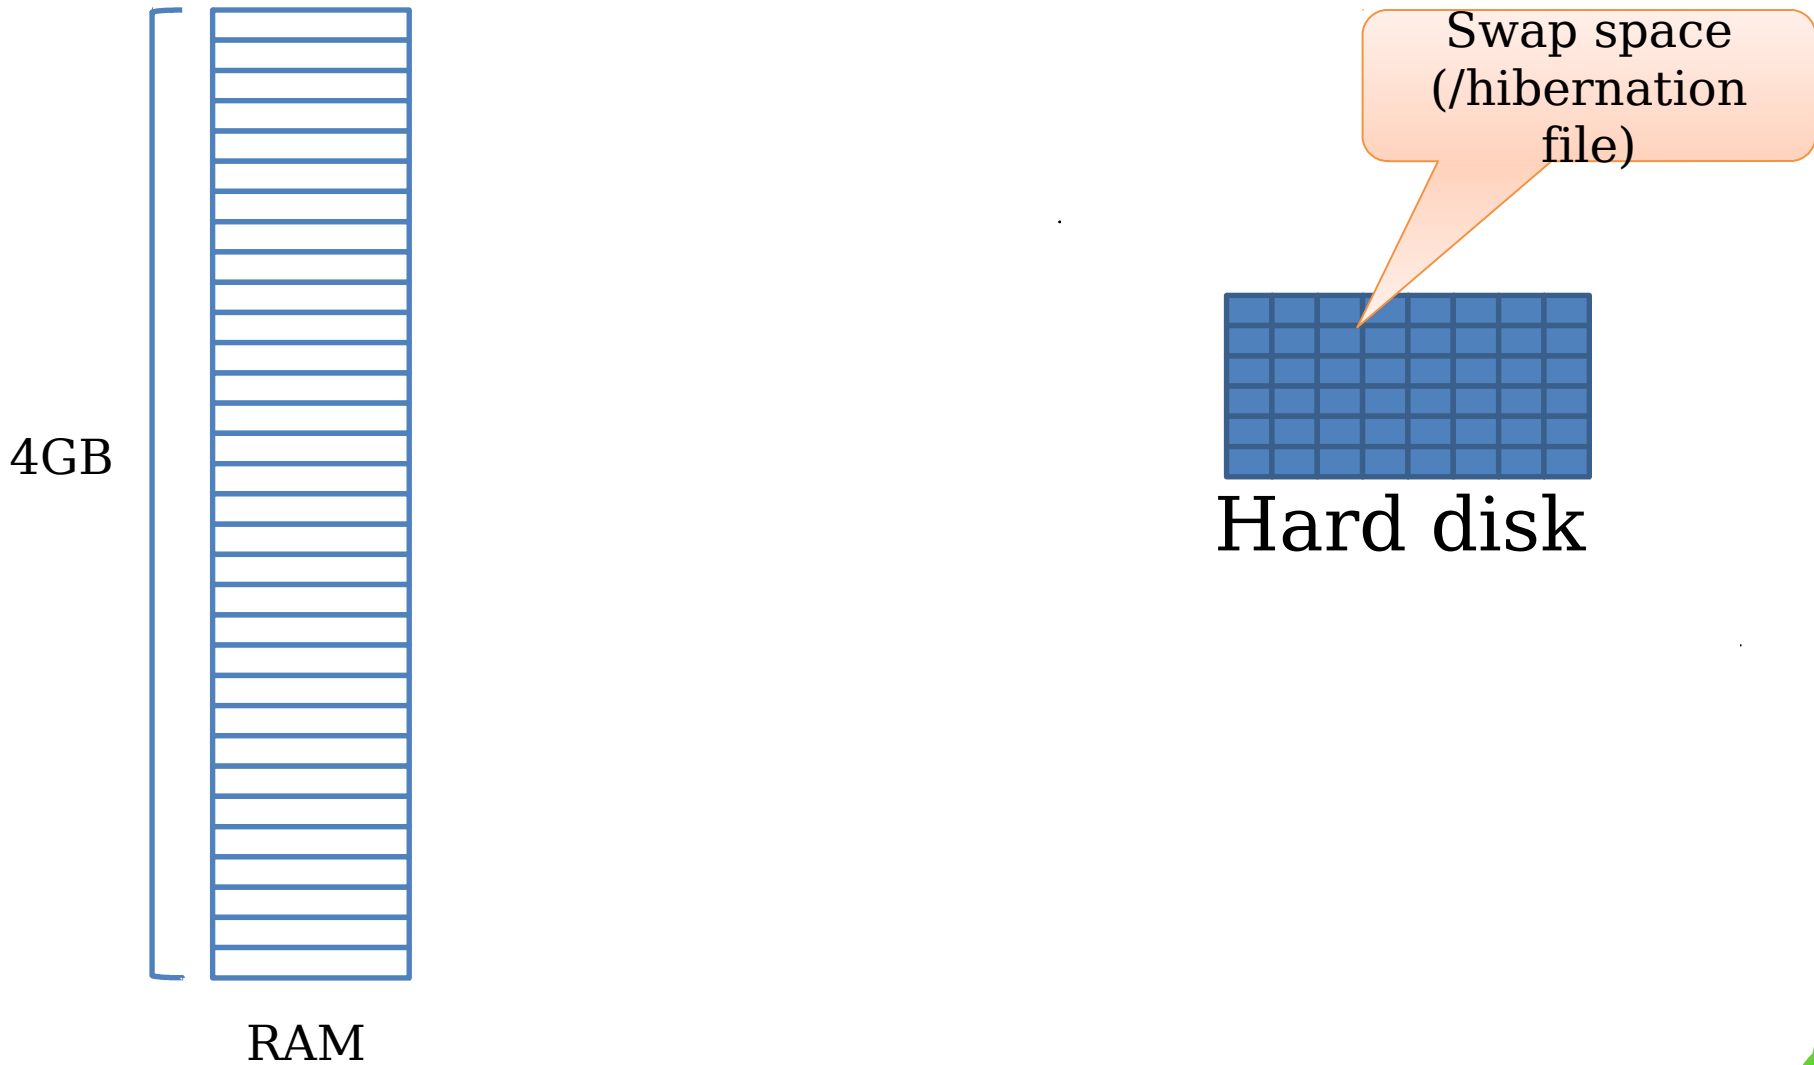 Swap space
(/hibernation
file)
4GB
Hard disk
RAM